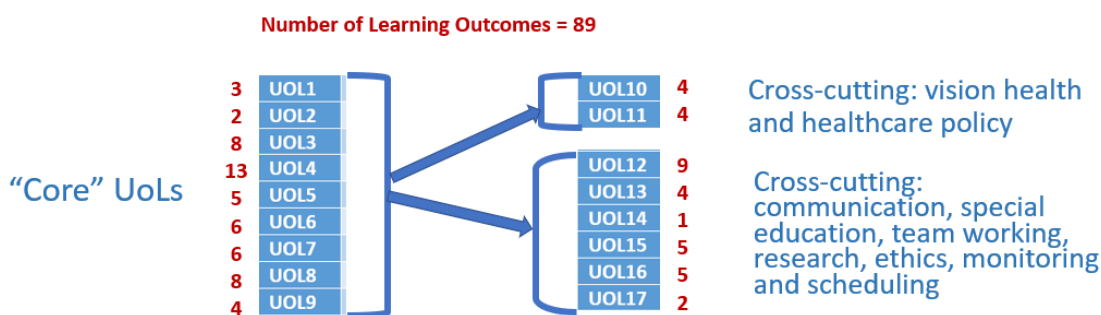 Number of Learning Outcomes = 89
"Core" UoLs
3 UOL1
2 UOL2
8 UOL3
13 UOL4
5 UOL5
6 UOL6
6 UOL7
8 UOL8
4 UOL9
UOL10 4
UOL11 4
Cross-cutting: vision health
and healthcare policy
UOL12 9
UOL13 4
UOL14 1
UOL15 5
UOL16 5
UOL17 2
Cross-cutting:
communication, special
education, team working,
research, ethics, monitoring
and scheduling